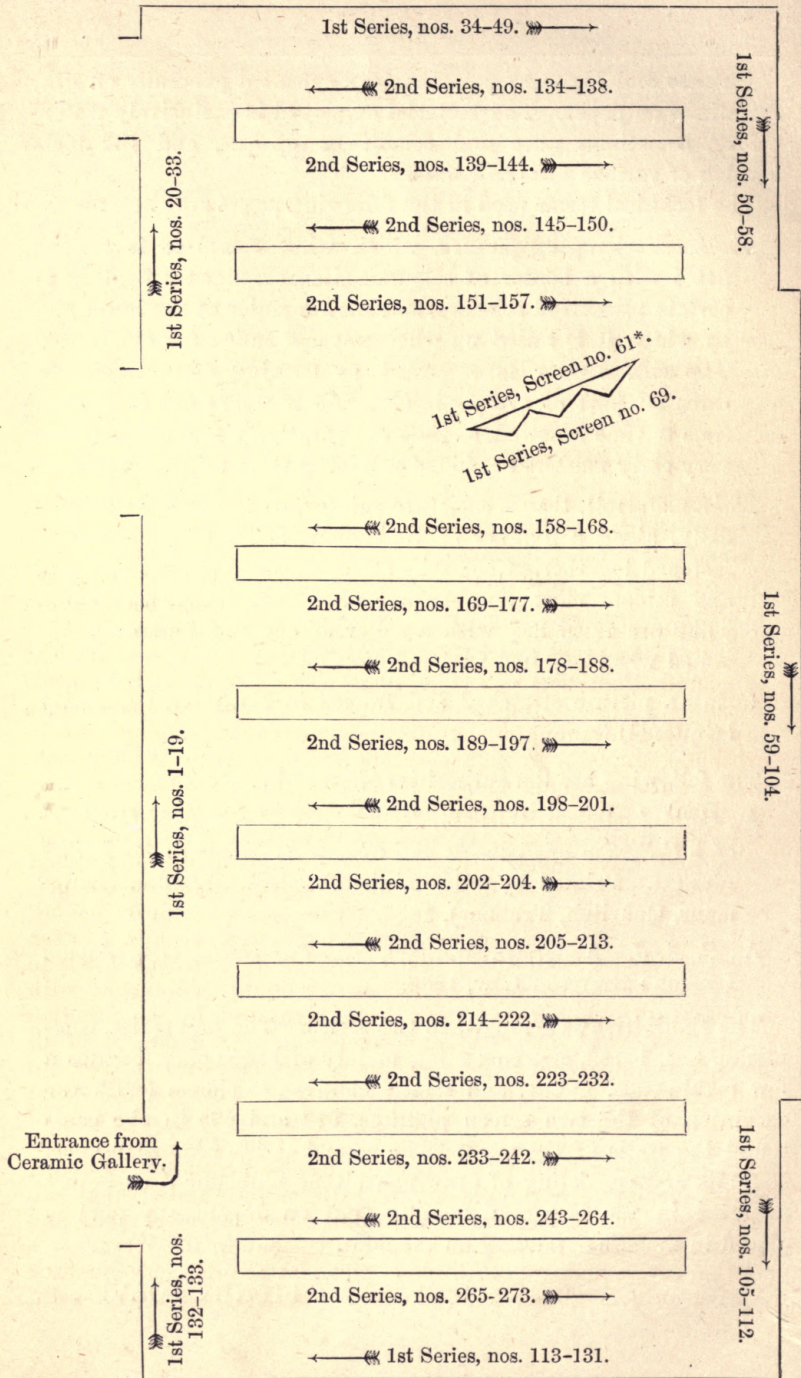 1st Series, nos. 34–49.
1st Series, nos. 50–58.
2nd Series, nos. 134–138.
2nd Series, nos. 139–144.
1st Series, nos. 20–33.
2nd Series, nos. 145–150.
2nd Series, nos. 151–157.
1st Series, Screen no. 61*.
1st Series, Screen no. 69.
2nd Series, nos. 158–168.
2nd Series, nos. 169–177.
1st Series, nos. 59–104.
2nd Series, nos. 178–188.
2nd Series, nos. 189–197.
1st Series, nos. 1–19.
2nd Series, nos. 198–201.
2nd Series, nos. 202–204.
2nd Series, nos. 205–213.
2nd Series, nos. 214–222.
2nd Series, nos. 223–232.
Entrance from
Ceramic Gallery.
2nd Series, nos. 233–242.
1st Series, nos. 105–112.
2nd Series, nos. 243–264.
1st Series, nos.
132–133.
2nd Series, nos. 265-273.
1st Series, nos. 113–131.